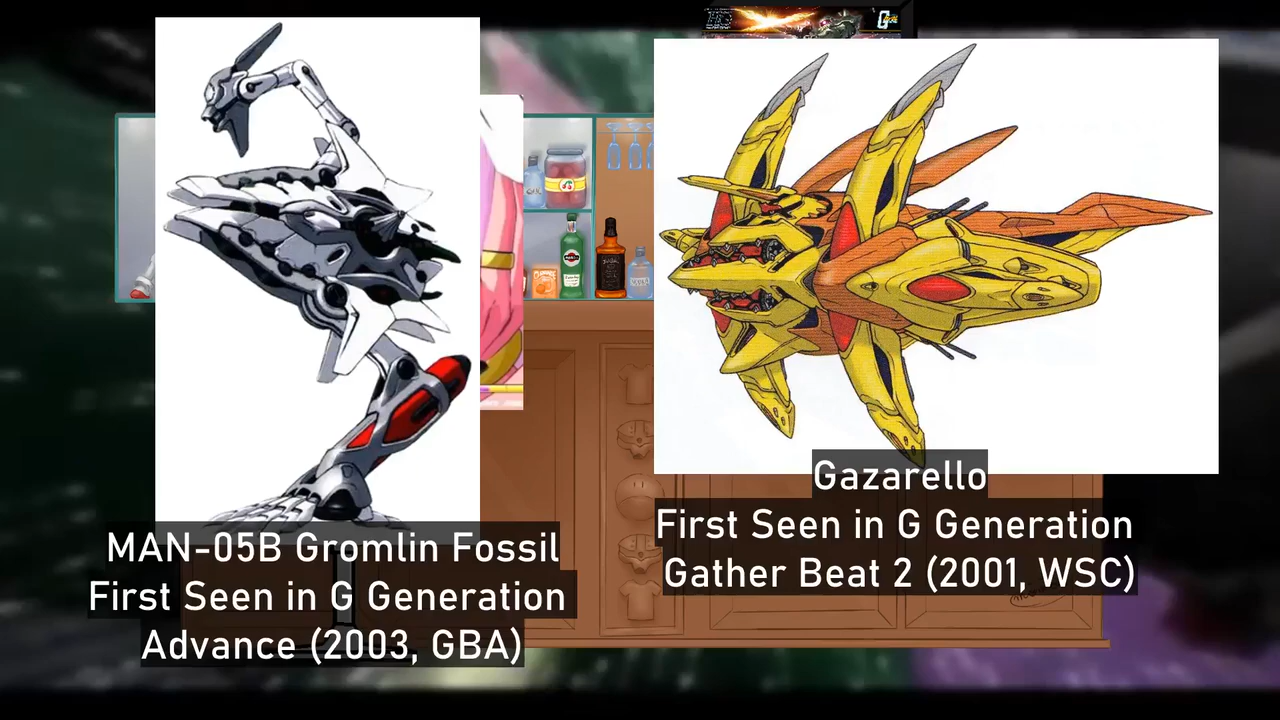 MAN-05B Gromlin Fossil
First Seen in G Generation
Advance (2003, GBA)
Gazarello
First Seen in G Generation
Gather Beat 2 (2001, WSC)